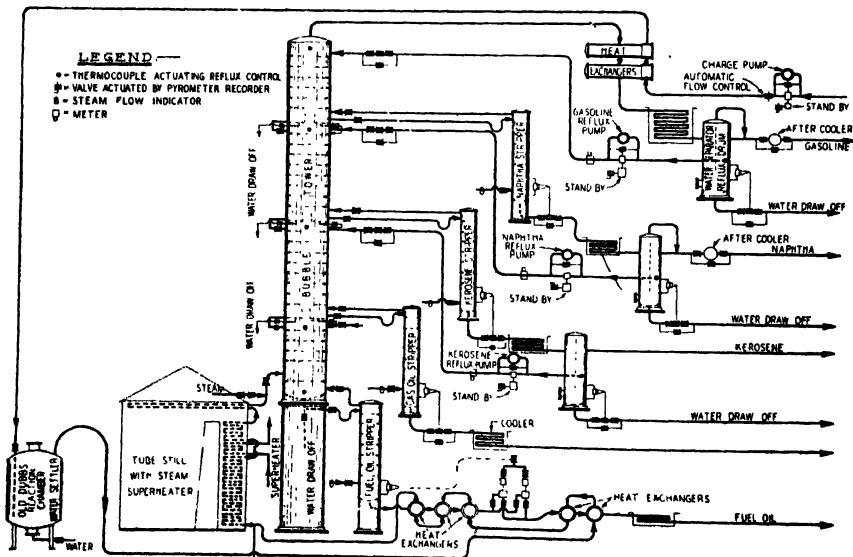 LEGEND
= THERMOCOUPLE ACTUATING REFLUX CONTROL
= VALVE ACTUATED BY PYROMETER RECORDER
= STEAM FLOW INDICATOR
= METER
HEAT
EXCHANGERS
CHARGE PUMP
AUTOMATIC
FLOW CONTROL
STAND BY
GASOLINE
REFLUX
PUMP
STAND BY
WATER SEPARATOR
REFLUX DRUM
AFTER COOLER
GASOLINE
WATER DRAW OFF
NAPHTHA STRIPPER
WATER DRAW OFF
BUBBLE TOWER
WATER DRAW OFF
WATER DRAW OFF
KEROSENE STRIPPER
NAPHTHA
REFLUX
PUMP
STAND BY
AFTER COOLER
NAPHTHA
WATER DRAW OFF
KEROSENE
KEROSENE
REFLUX PUMP
STAND BY
WATER DRAW OFF
GAS OIL STRIPPER
COOLER
STEAM
SUPERHEATER
WATER DRAW OFF
FUEL OIL STRIPPER
TUBE STILL
WITH STEAM
SUPERHEATER
OLD DUBBS
REACTION
CHAMBER
WATER SETTLER
WATER
HEAT
EXCHANGERS
HEAT EXCHANGERS
FUEL OIL